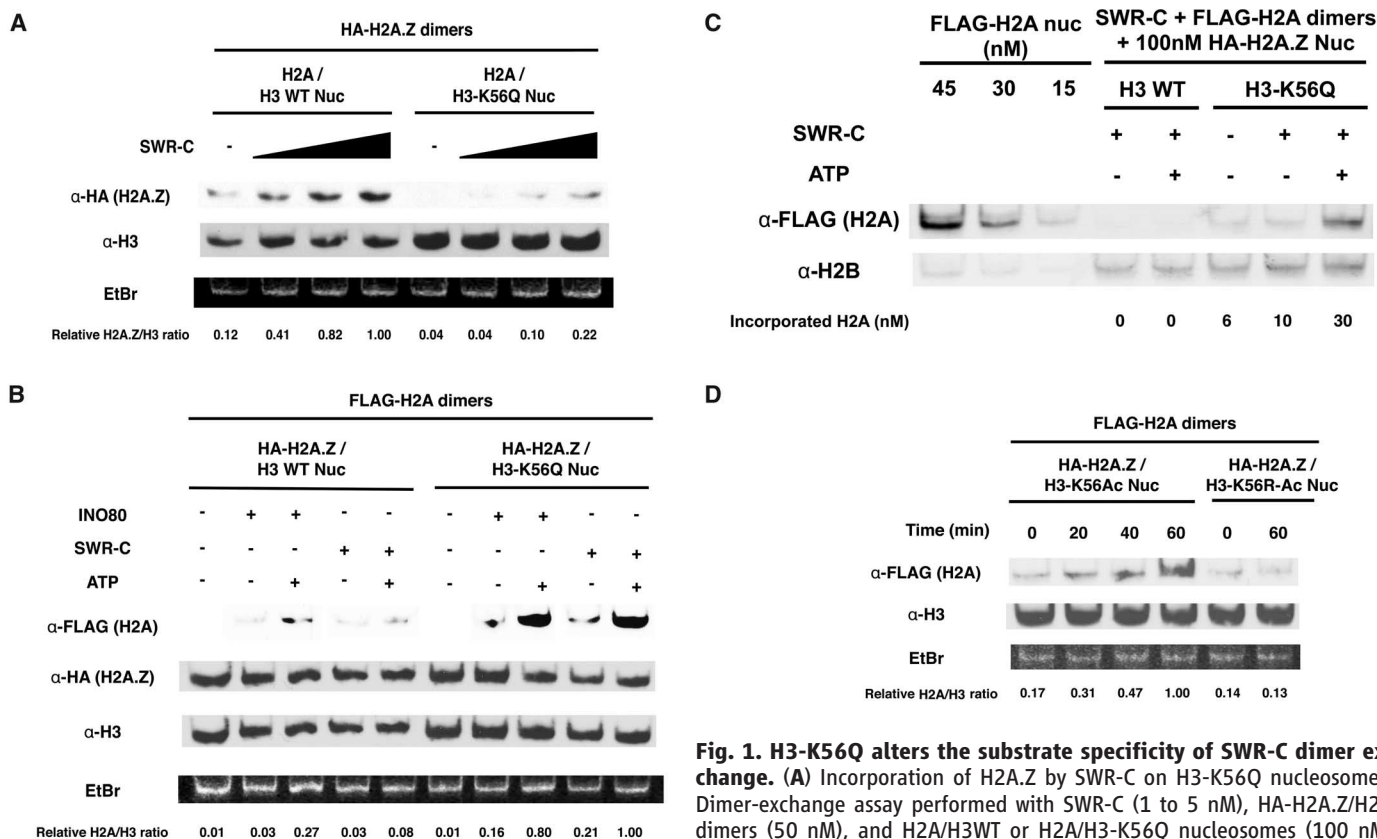 A
HA-H2A.Z dimers
H2A /
H3 WT Nuc
H2A /
H3-K56Q Nuc
SWR-C - -
α-HA (H2A.Z)
α-H3
EtBr
Relative H2A.Z/H3 ratio 0.12 0.41 0.82 1.00 0.04 0.04 0.10 0.22
B
FLAG-H2A dimers
HA-H2A.Z /
H3 WT Nuc
HA-H2A.Z /
H3-K56Q Nuc
INO80 - + + - - - + + - -
SWR-C - - - + + - - - + +
ATP - - + - + - - + - +
α-FLAG (H2A)
α-HA (H2A.Z)
α-H3
EtBr
Relative H2A/H3 ratio 0.01 0.03 0.27 0.03 0.08 0.01 0.16 0.80 0.21 1.00
C
FLAG-H2A nuc
(nM)
SWR-C + FLAG-H2A dimers
+ 100nM HA-H2A.Z Nuc
45 30 15 H3 WT H3-K56Q
SWR-C + + - + +
ATP - + - - +
α-FLAG (H2A)
α-H2B
Incorporated H2A (nM) 0 0 6 10 30
D
FLAG-H2A dimers
HA-H2A.Z /
H3-K56Ac Nuc
HA-H2A.Z /
H3-K56R-Ac Nuc
Time (min) 0 20 40 60 0 60
α-FLAG (H2A)
α-H3
EtBr
Relative H2A/H3 ratio 0.17 0.31 0.47 1.00 0.14 0.13
Fig. 1. H3-K56Q alters the substrate specificity of SWR-C dimer ex
change. (A) Incorporation of H2A.Z by SWR-C on H3-K56Q nucleosome
Dimer-exchange assay performed with SWR-C (1 to 5 nM), HA-H2A.Z/H2
dimers (50 nM), and H2A/H3WT or H2A/H3-K56Q nucleosomes (100 nM